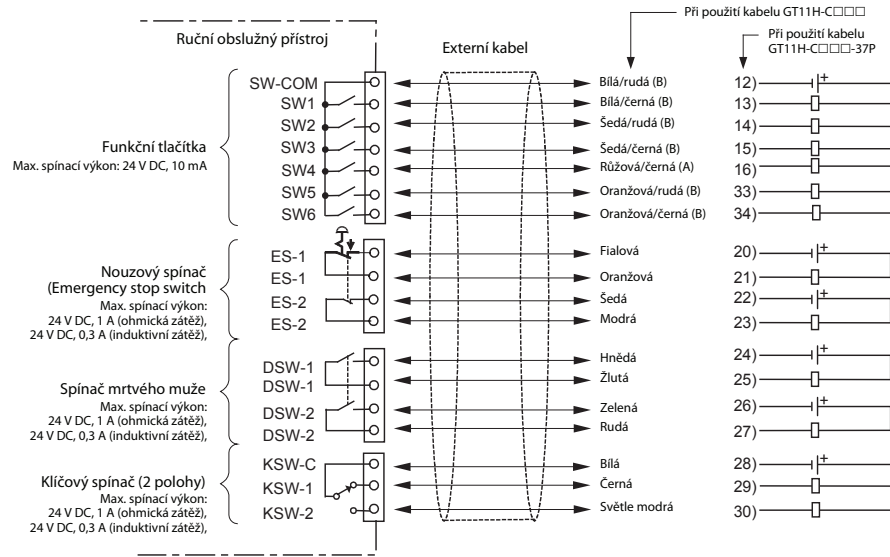 Při použití kabelu GT11H-C□□□
Ruční obslužný přístroj
Externí kabel
Při použití kabelu
GT11H-C□□□-37P
Funkční tlačítka
Max. spínací výkon: 24 V DC, 10 mA
SW-COM Bílá/rudá (B) 12) +
SW1 Bílá/černá (B) 13)
SW2 Šedá/rudá (B) 14)
SW3 Šedá/černá (B) 15)
SW4 Růžová/černá (A) 16)
SW5 Oranžová/rudá (B) 33)
SW6 Oranžová/černá (B) 34)
Nouzový spínač
(Emergency stop switch
Max. spínací výkon:
24 V DC, 1 A (ohmická zátěž),
24 V DC, 0,3 A (induktivní zátěž),
ES-1 Fialová 20) +
ES-1 Oranžová 21)
ES-2 Šedá 22) +
ES-2 Modrá 23)
Spínač mrtvého muže
Max. spínací výkon:
24 V DC, 1 A (ohmická zátěž),
24 V DC, 0,3 A (induktivní zátěž),
DSW-1 Hnědá 24) +
DSW-1 Žlutá 25)
DSW-2 Zelená 26) +
DSW-2 Rudá 27)
Klíčový spínač (2 polohy)
Max. spínací výkon:
24 V DC, 1 A (ohmická zátěž),
24 V DC, 0,3 A (induktivní zátěž),
KSW-C Bílá 28) +
KSW-1 Černá 29)
KSW-2 Světle modrá 30)